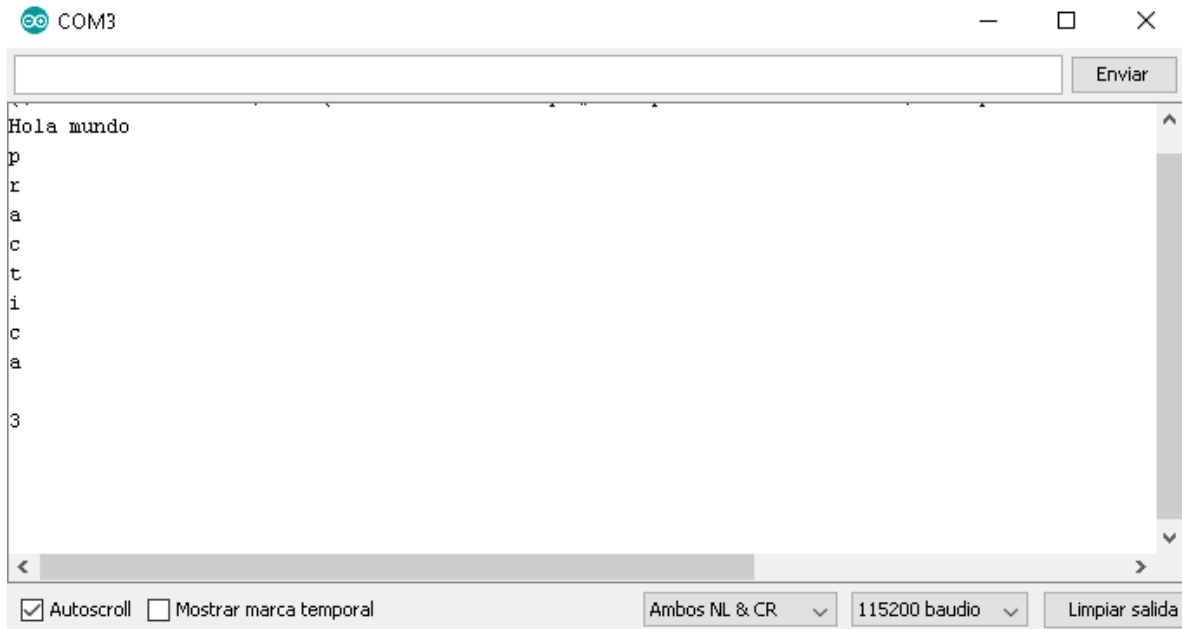 COM3
Enviar
Hola mundo
p
r
a
c
t
i
c
a
3
Autoscroll Mostrar marca temporal Ambos NL & CR 115200 baudio Limpiar salida